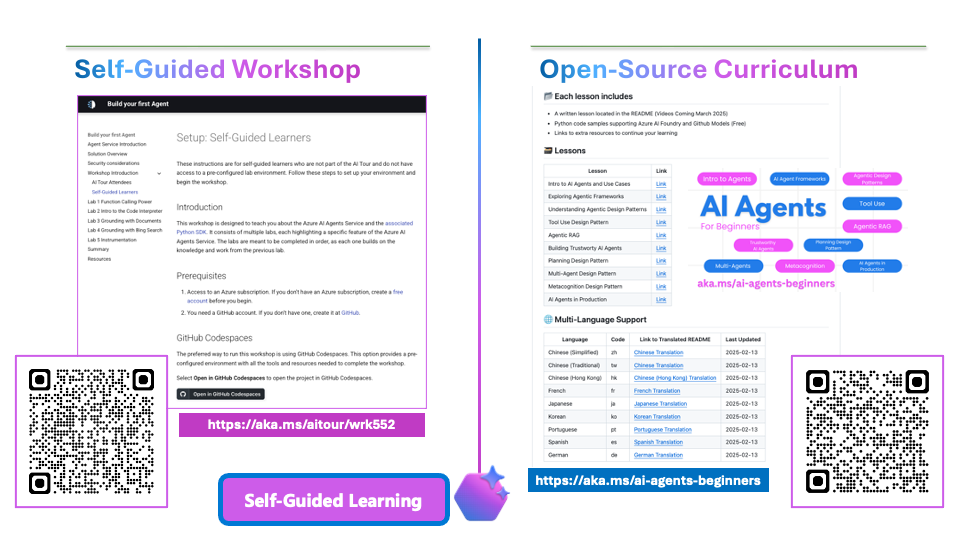 Self-Guided Workshop
Build your first Agent
Build your first Agent
Agent Service Introduction
Solution Overview
Security considerations
Workshop Introduction
AI Tour Attendees
Self-Guided Learners
Lab 1 Function Calling Power
Lab 2 Intro to the Code Interpreter
Lab 3 Grounding with Documents
Lab 4 Grounding with Bing Search
Lab 5 Instrumentation
Summary
Resources
Setup: Self-Guided Learners
These instructions are for self-guided learners who are not part of the AI Tour and do not have
access to a pre-configured lab environment. Follow these steps to set up your environment and
begin the workshop.
Introduction
This workshop is designed to teach you about the Azure AI Agents Service and the associated
Python SDK. It consists of multiple labs, each highlighting a specific feature of the Azure AI
Agents Service. The labs are meant to be completed in order, as each one builds on the
knowledge and work from the previous lab.
Prerequisites
1. Access to an Azure subscription. If you don't have an Azure subscription, create a free
account before you begin.
2. You need a GitHub account. If you don't have one, create it at GitHub.
GitHub Codespaces
The preferred way to run this workshop is using GitHub Codespaces. This option provides a pre-
configured environment with all the tools and resources needed to complete the workshop.
Select Open in GitHub Codespaces to open the project in GitHub Codespaces.
Open in GitHub Codespaces
https://aka.ms/aitour/wrk552
Open-Source Curriculum
Each lesson includes
• A written lesson located in the README (Videos Coming March 2025)
• Python code samples supporting Azure AI Foundry and Github Models (Free)
• Links to extra resources to continue your learning
Lessons
Lesson Link
Intro to AI Agents and Use Cases Link
Exploring Agentic Frameworks Link
Understanding Agentic Design Patterns Link
Tool Use Design Pattern Link
Agentic RAG Link
Building Trustworty AI Agents Link
Planning Design Pattern Link
Multi-Agent Design Pattern Link
Metacognition Design Pattern Link
AI Agents in Production Link
Intro to Agents
AI Agent Frameworks
Agentic Design
Patterns
AI Agents
For Beginners
Tool Use
Agentic RAG
Trustworty
AI Agents
Planning Design
Pattern
Multi-Agents
Metacognition
AI Agents in
Production
aka.ms/ai-agents-beginners
Multi-Language Support
Language Code Link to Translated README Last Updated
Chinese (Simplified) zh Chinese Translation 2025-02-13
Chinese (Traditional) tw Chinese Translation 2025-02-13
Chinese (Hong Kong) hk Chinese (Hong Kong) Translation 2025-02-13
French fr French Translation 2025-02-13
Japanese ja Japanese Translation 2025-02-13
Korean ko Korean Translation 2025-02-13
Portuguese pt Portuguese Translation 2025-02-13
Spanish es Spanish Translation 2025-02-13
German de German Translation 2025-02-13
https://aka.ms/ai-agents-beginners
Self-Guided Learning